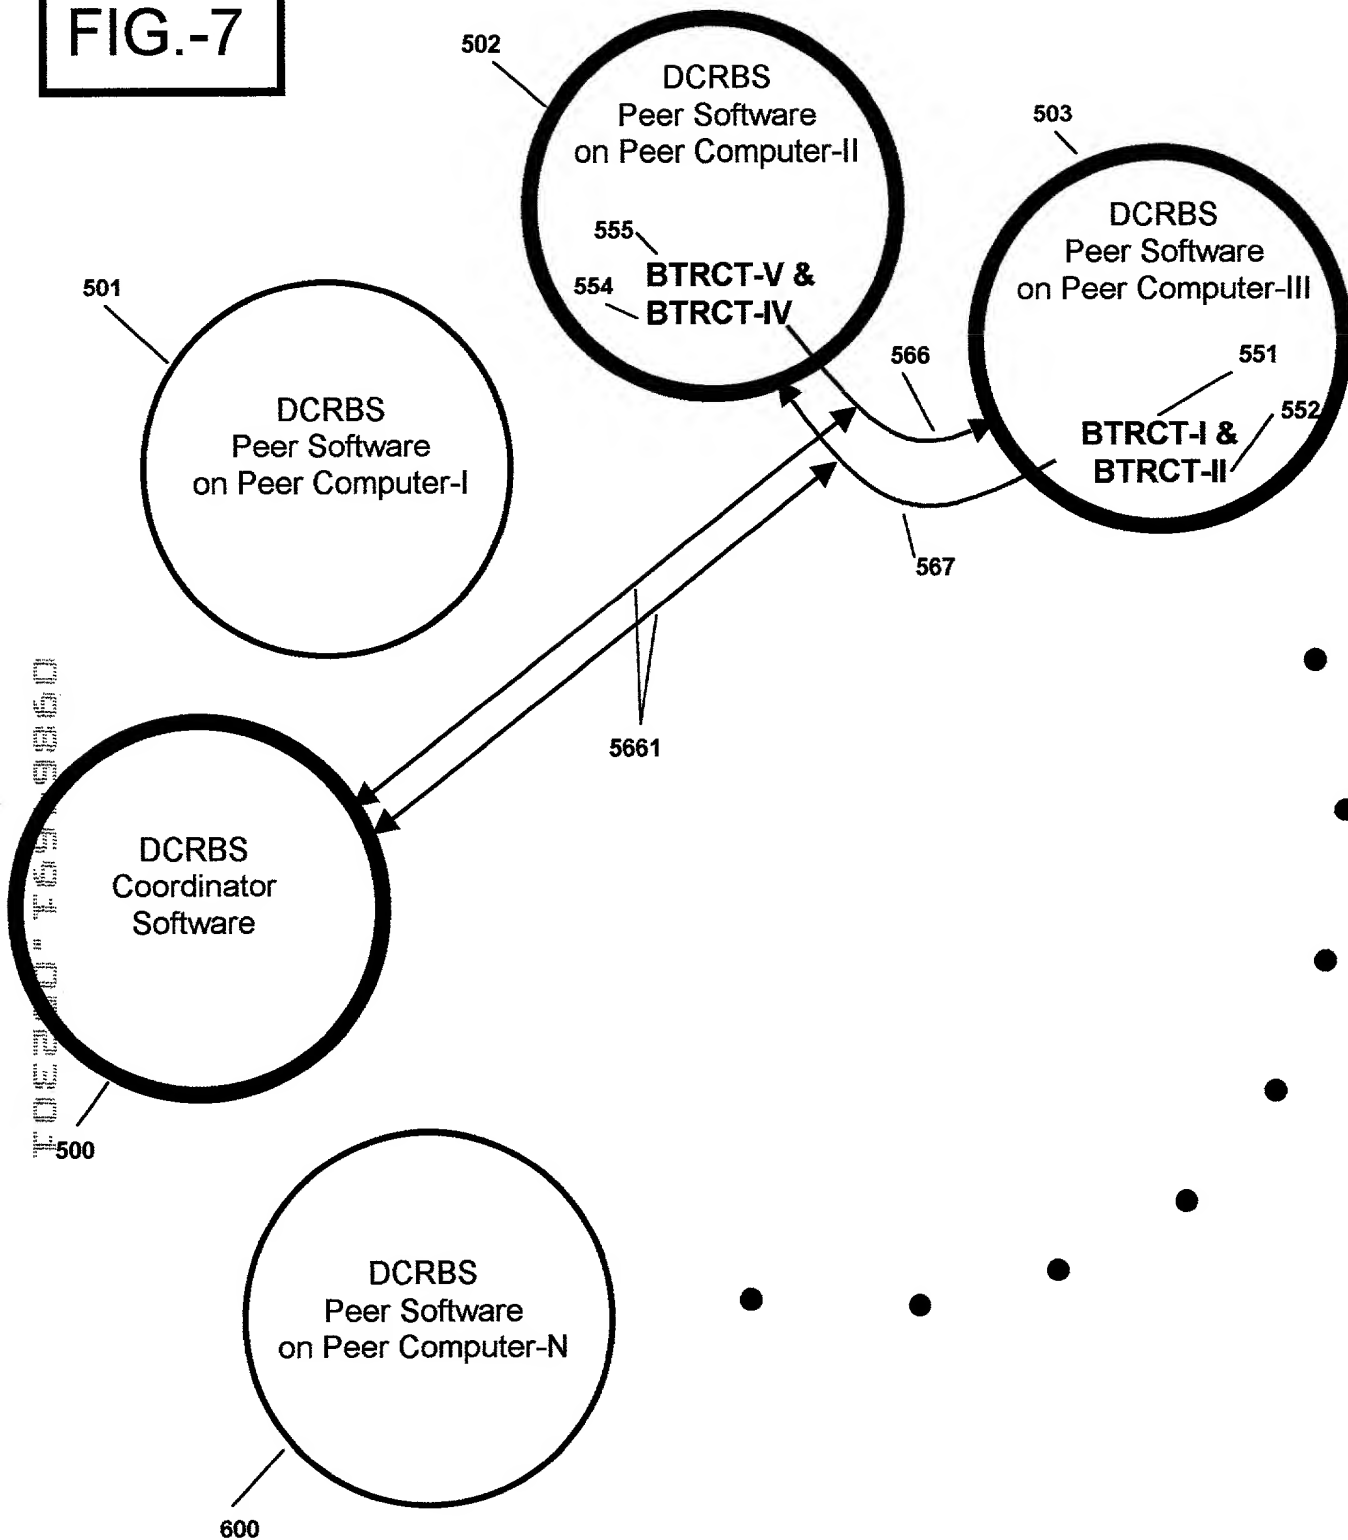 FIG.-7
502
DCRBS
Peer Software
on Peer Computer-II
555
BTRCT-V &
554
BTRCT-IV
503
DCRBS
Peer Software
on Peer Computer-III
551
552
BTRCT-I &
BTRCT-II
566
567
501
DCRBS
Peer Software
on Peer Computer-I
5661
DCRBS
Coordinator
Software
500
DCRBS
Peer Software
on Peer Computer-N
600